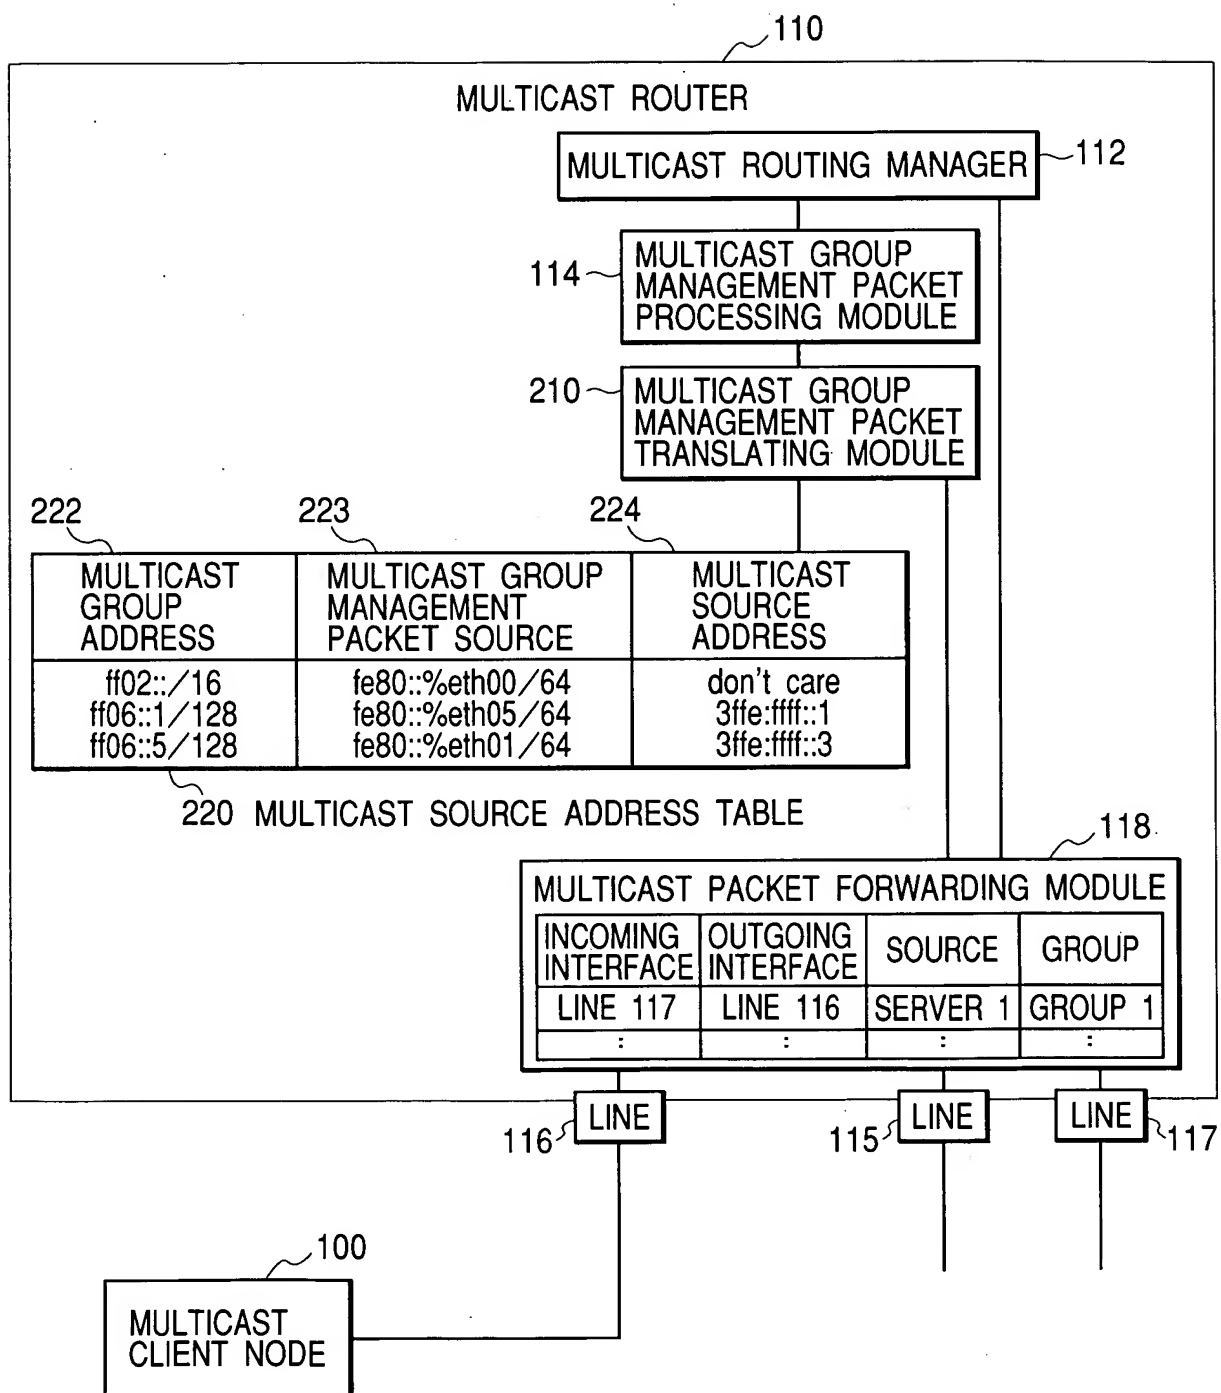 110
MULTICAST ROUTER
MULTICAST ROUTING MANAGER
112
114
MULTICAST GROUP
MANAGEMENT PACKET
PROCESSING MODULE
210
MULTICAST GROUP
MANAGEMENT PACKET
TRANSLATING MODULE
222
223
224
MULTICAST
GROUP
ADDRESS
MULTICAST GROUP
MANAGEMENT
PACKET SOURCE
MULTICAST
SOURCE
ADDRESS
ff02::/16
fe80::%eth00/64
don't care
ff06::1/128
fe80::%eth05/64
3ffe:ffff::1
ff06::5/128
fe80::%eth01/64
3ffe:ffff::3
220 MULTICAST SOURCE ADDRESS TABLE
118
MULTICAST PACKET FORWARDING MODULE
INCOMING
INTERFACE
OUTGOING
INTERFACE
SOURCE
GROUP
LINE 117
LINE 116
SERVER 1
GROUP 1
:
:
:
:
LINE
LINE
LINE
116
115
117
100
MULTICAST
CLIENT NODE